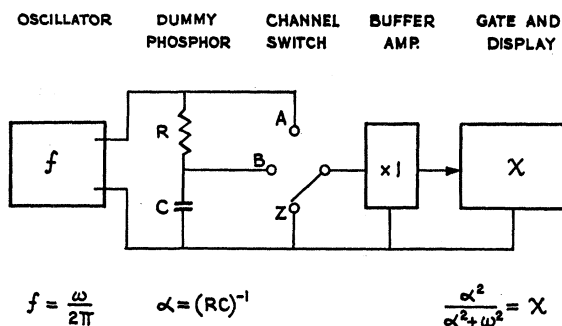 OSCILLATOR DUMMY PHOSPHOR CHANNEL SWITCH BUFFER AMP. GATE AND DISPLAY
A
R
f
B
×1
χ
C
Z
f = ω/2π α = (RC)⁻¹ α²/(α²+ω²) = χ